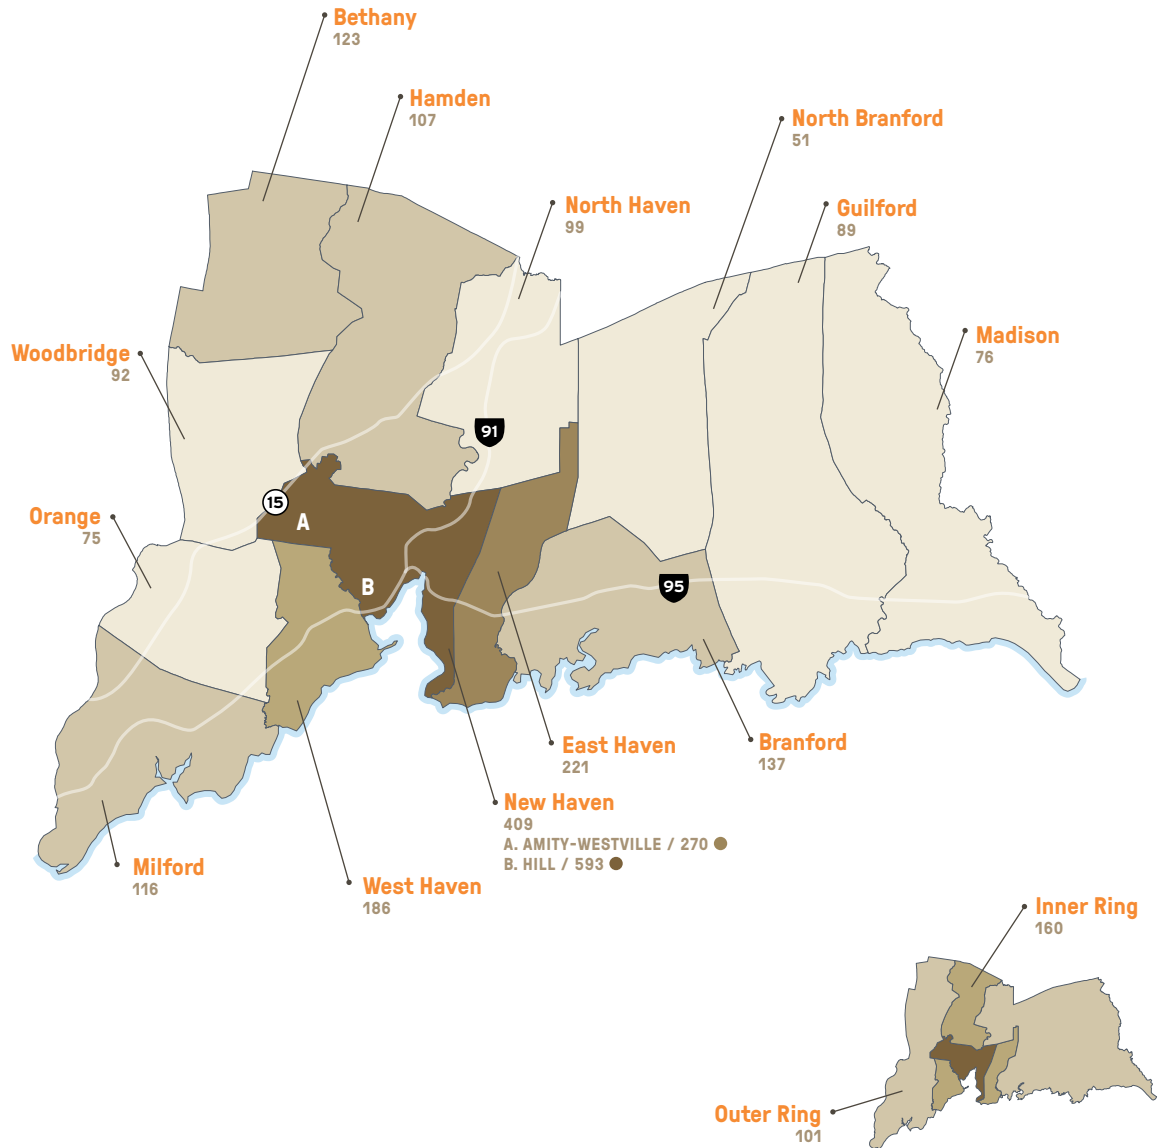 Bethany
123
Hamden
107
North Branford
51
North Haven
99
Guilford
89
Woodbridge
92
Madison
76
91
15
A
Orange
75
B
95
East Haven
221
Branford
137
New Haven
409
A. AMITY-WESTVILLE / 270
B. HILL / 593
Milford
116
West Haven
186
Inner Ring
160
Outer Ring
101